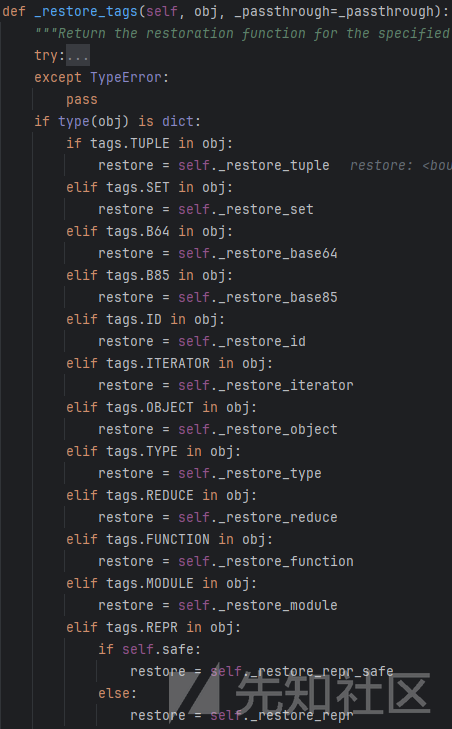 def _restore_tags(self, obj, _passthrough=_passthrough):
    """Return the restoration function for the specified
    try:...
    except TypeError:
        pass
    if type(obj) is dict:
        if tags.TUPLE in obj:
            restore = self._restore_tuple   restore: <bou
        elif tags.SET in obj:
            restore = self._restore_set
        elif tags.B64 in obj:
            restore = self._restore_base64
        elif tags.B85 in obj:
            restore = self._restore_base85
        elif tags.ID in obj:
            restore = self._restore_id
        elif tags.ITERATOR in obj:
            restore = self._restore_iterator
        elif tags.OBJECT in obj:
            restore = self._restore_object
        elif tags.TYPE in obj:
            restore = self._restore_type
        elif tags.REDUCE in obj:
            restore = self._restore_reduce
        elif tags.FUNCTION in obj:
            restore = self._restore_function
        elif tags.MODULE in obj:
            restore = self._restore_module
        elif tags.REPR in obj:
            if self.safe:
                restore = self._restore_repr_safe
            else:
                restore = self._restore_repr
先知社区